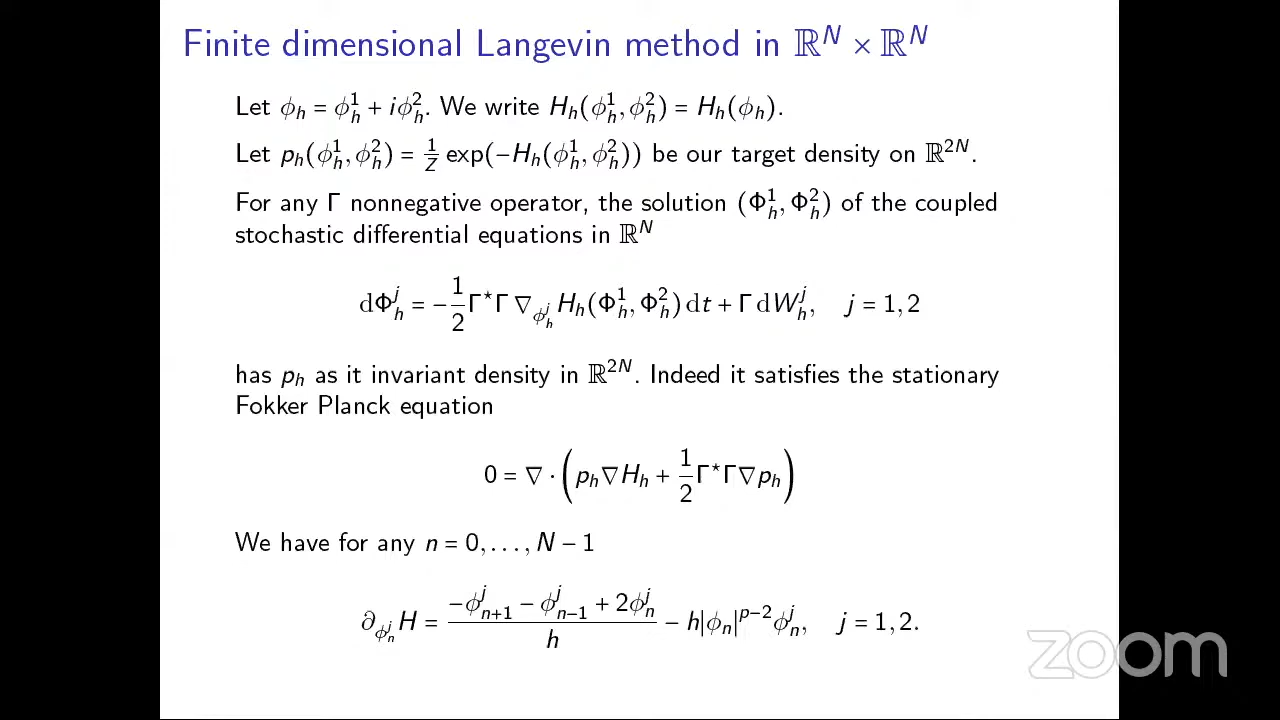 Finite dimensional Langevin method in ℝᴺ × ℝᴺ
Let ϕ_h = ϕ_h^1 + iϕ_h^2. We write H_h(ϕ_h^1, ϕ_h^2) = H_h(ϕ_h).
Let p_h(ϕ_h^1, ϕ_h^2) = 1/Z exp(−H_h(ϕ_h^1, ϕ_h^2)) be our target density on ℝ^{2N}.
For any Γ nonnegative operator, the solution (Φ_h^1, Φ_h^2) of the coupled
stochastic differential equations in ℝ^N
dΦ_h^j = −1/2 Γ*Γ ∇_{ϕ_h^j} H_h(Φ_h^1, Φ_h^2) dt + Γ dW_h^j, j = 1, 2
has p_h as it invariant density in ℝ^{2N}. Indeed it satisfies the stationary
Fokker Planck equation
0 = ∇ · (p_h∇H_h + 1/2 Γ*Γ∇p_h)
We have for any n = 0, . . . , N − 1
∂_{ϕ_n^j} H = (−ϕ_{n+1}^j − ϕ_{n−1}^j + 2ϕ_n^j)/h − h|ϕ_n|^{p−2}ϕ_n^j, j = 1, 2.
zoom